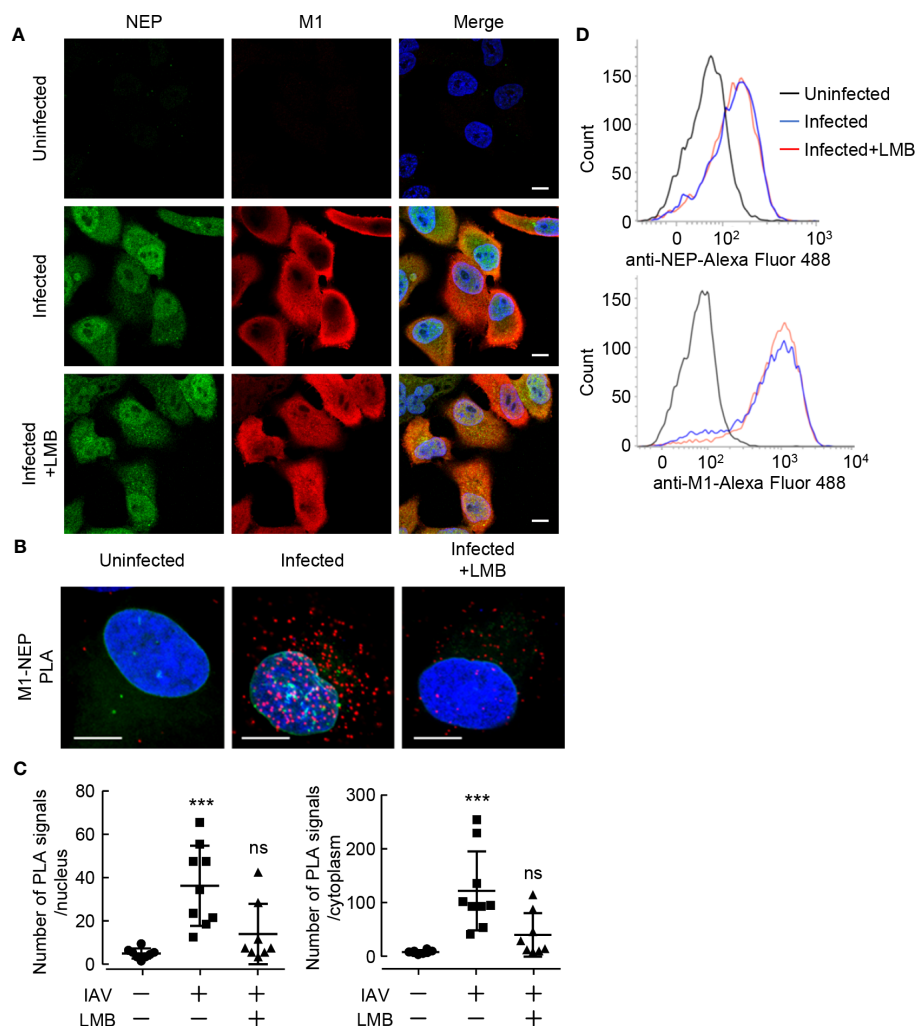 A
NEP M1 Merge
Uninfected
Infected
Infected
+LMB
B
Uninfected Infected Infected
+LMB
M1-NEP
PLA
C
Number of PLA signals
/nucleus
80
60
40
20
0
***
ns
IAV — + +
LMB — — +
Number of PLA signals
/cytoplasm
300
200
100
0
***
ns
IAV — + +
LMB — — +
D
Count
150
100
50
0
Uninfected
Infected
Infected+LMB
0 10² 10³
anti-NEP-Alexa Fluor 488
Count
150
100
50
0
0 10² 10³ 10⁴
anti-M1-Alexa Fluor 488